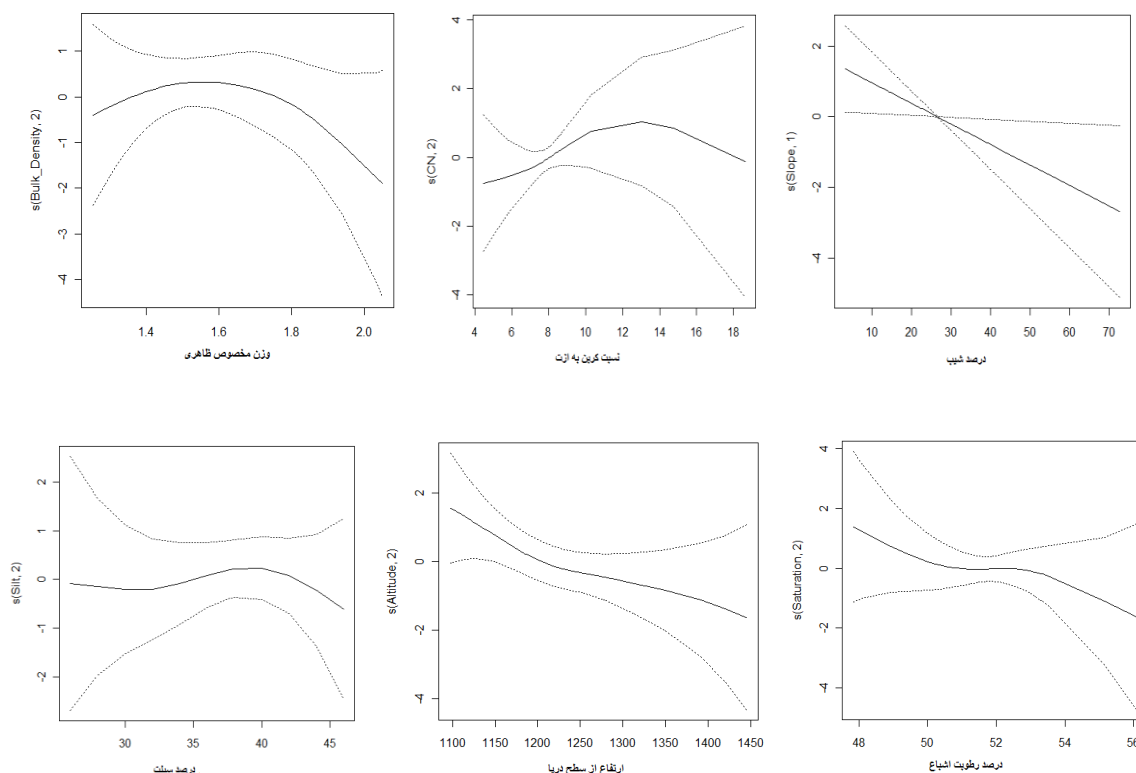 s(Bulk_Density, 2)
1
0
-1
-2
-3
-4
1.4 1.6 1.8 2.0
وزن مخصوص ظاهری
s(CN, 2)
4
2
0
-2
-4
4 6 8 10 12 14 16 18
نسبت کربن به ازت
s(Slope, 1)
2
0
-2
-4
10 20 30 40 50 60 70
درصد شیب
s(Silt, 2)
2
1
0
-1
-2
30 35 40 45
درصد سیلت
s(Altitude, 2)
2
0
-2
-4
1100 1150 1200 1250 1300 1350 1400 1450
ارتفاع از سطح دریا
s(Saturation, 2)
4
2
0
-2
-4
48 50 52 54 56
درصد رطوبت اشباع